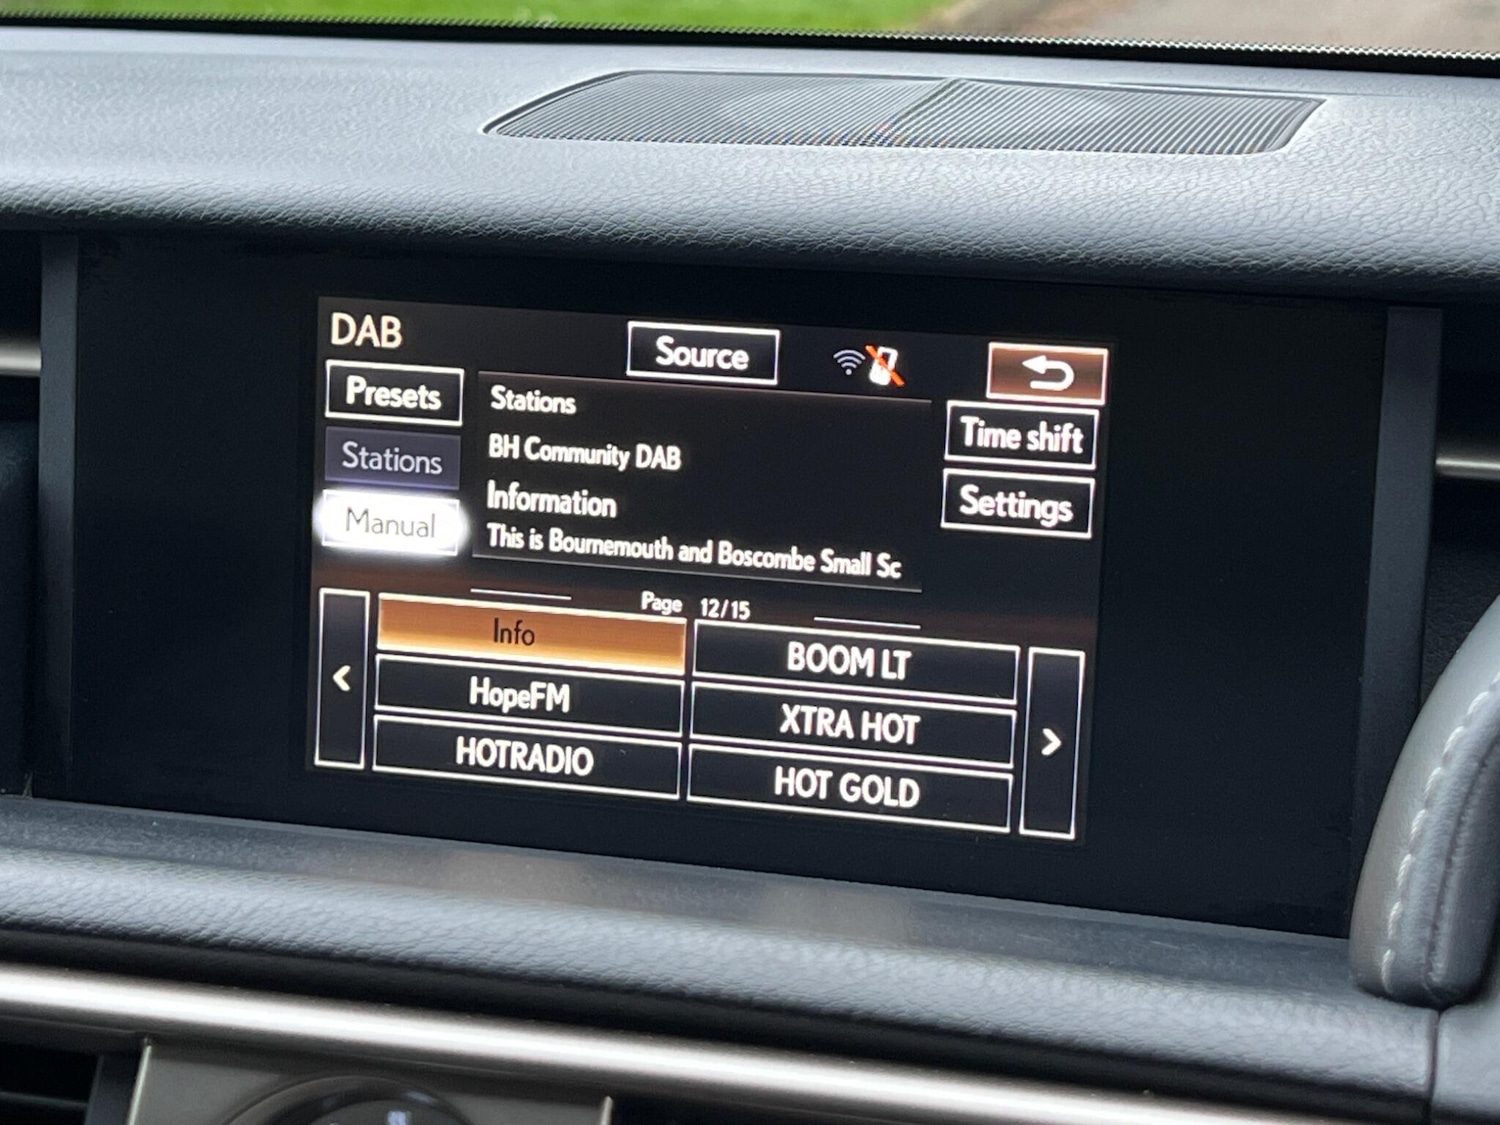 DAB
Source
Presets
Stations
Manual
Stations
BH Community DAB
Information
This is Bournemouth and Boscombe Small Sc
Time shift
Settings
Page 12/15
Info
BOOM LT
HopeFM
XTRA HOT
HOTRADIO
HOT GOLD